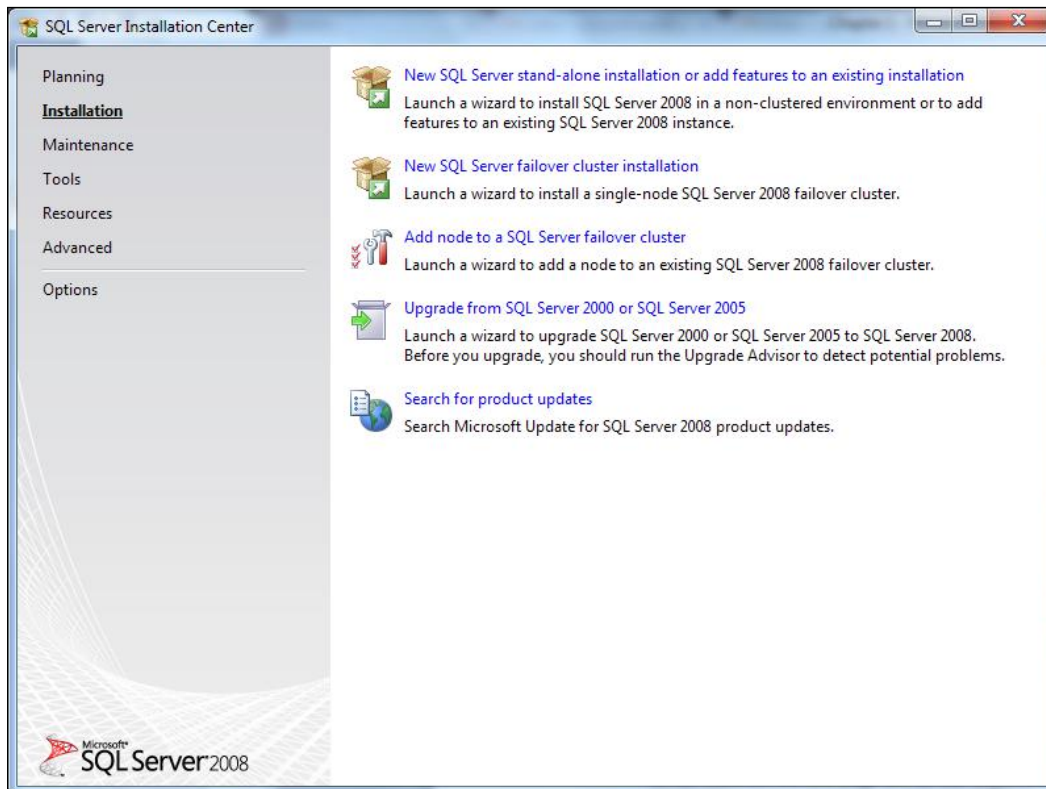 SQL Server Installation Center
Planning
Installation
Maintenance
Tools
Resources
Advanced
Options
New SQL Server stand-alone installation or add features to an existing installation
Launch a wizard to install SQL Server 2008 in a non-clustered environment or to add
features to an existing SQL Server 2008 instance.
New SQL Server failover cluster installation
Launch a wizard to install a single-node SQL Server 2008 failover cluster.
Add node to a SQL Server failover cluster
Launch a wizard to add a node to an existing SQL Server 2008 failover cluster.
Upgrade from SQL Server 2000 or SQL Server 2005
Launch a wizard to upgrade SQL Server 2000 or SQL Server 2005 to SQL Server 2008.
Before you upgrade, you should run the Upgrade Advisor to detect potential problems.
Search for product updates
Search Microsoft Update for SQL Server 2008 product updates.
Microsoft®
SQL Server® 2008